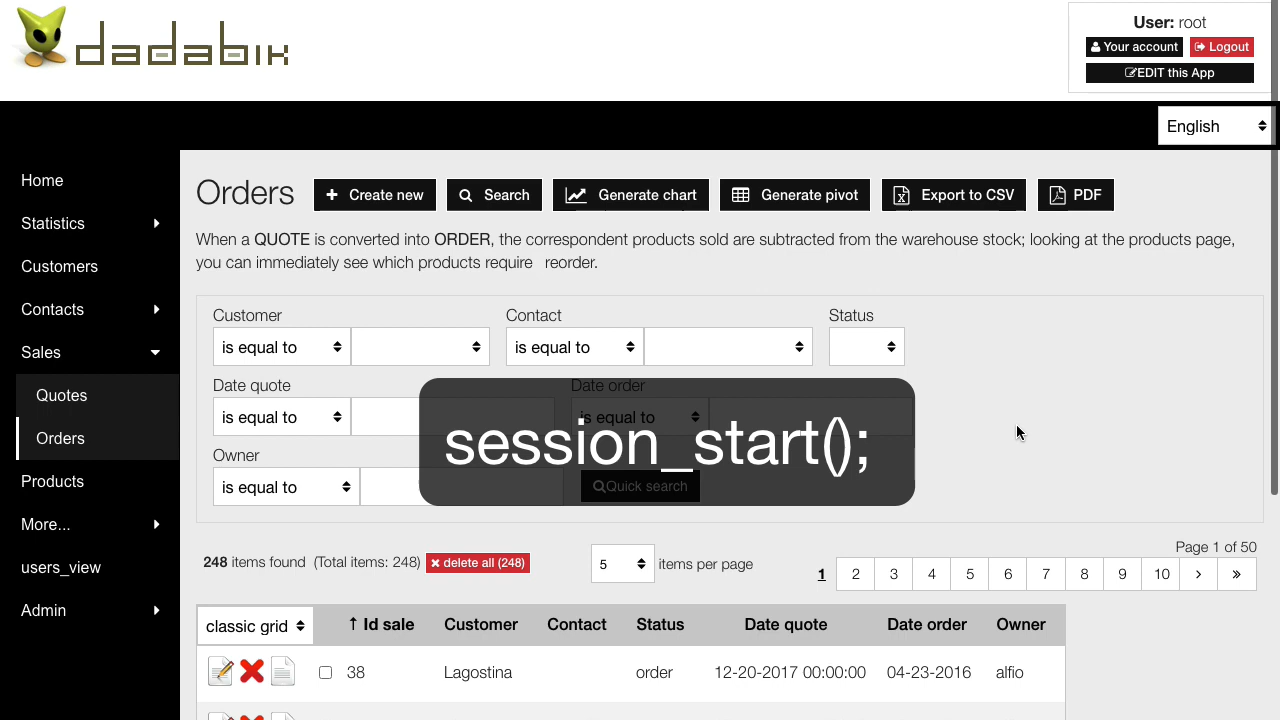 dadabik
User: root
Your account
Logout
EDIT this App
English
Home
Statistics
Customers
Contacts
Sales
Quotes
Orders
Products
More...
users_view
Admin
Orders
Create new
Search
Generate chart
Generate pivot
Export to CSV
PDF
When a QUOTE is converted into ORDER, the correspondent products sold are subtracted from the warehouse stock; looking at the products page,
you can immediately see which products require reorder.
Customer
Contact
Status
is equal to
is equal to
Date quote
Date order
is equal to
is equal to
session_start();
Owner
is equal to
Quick search
248 items found (Total items: 248)
delete all (248)
5
items per page
Page 1 of 50
1 2 3 4 5 6 7 8 9 10 › »
classic grid
↑ Id sale Customer Contact Status Date quote Date order Owner
38 Lagostina order 12-20-2017 00:00:00 04-23-2016 alfio